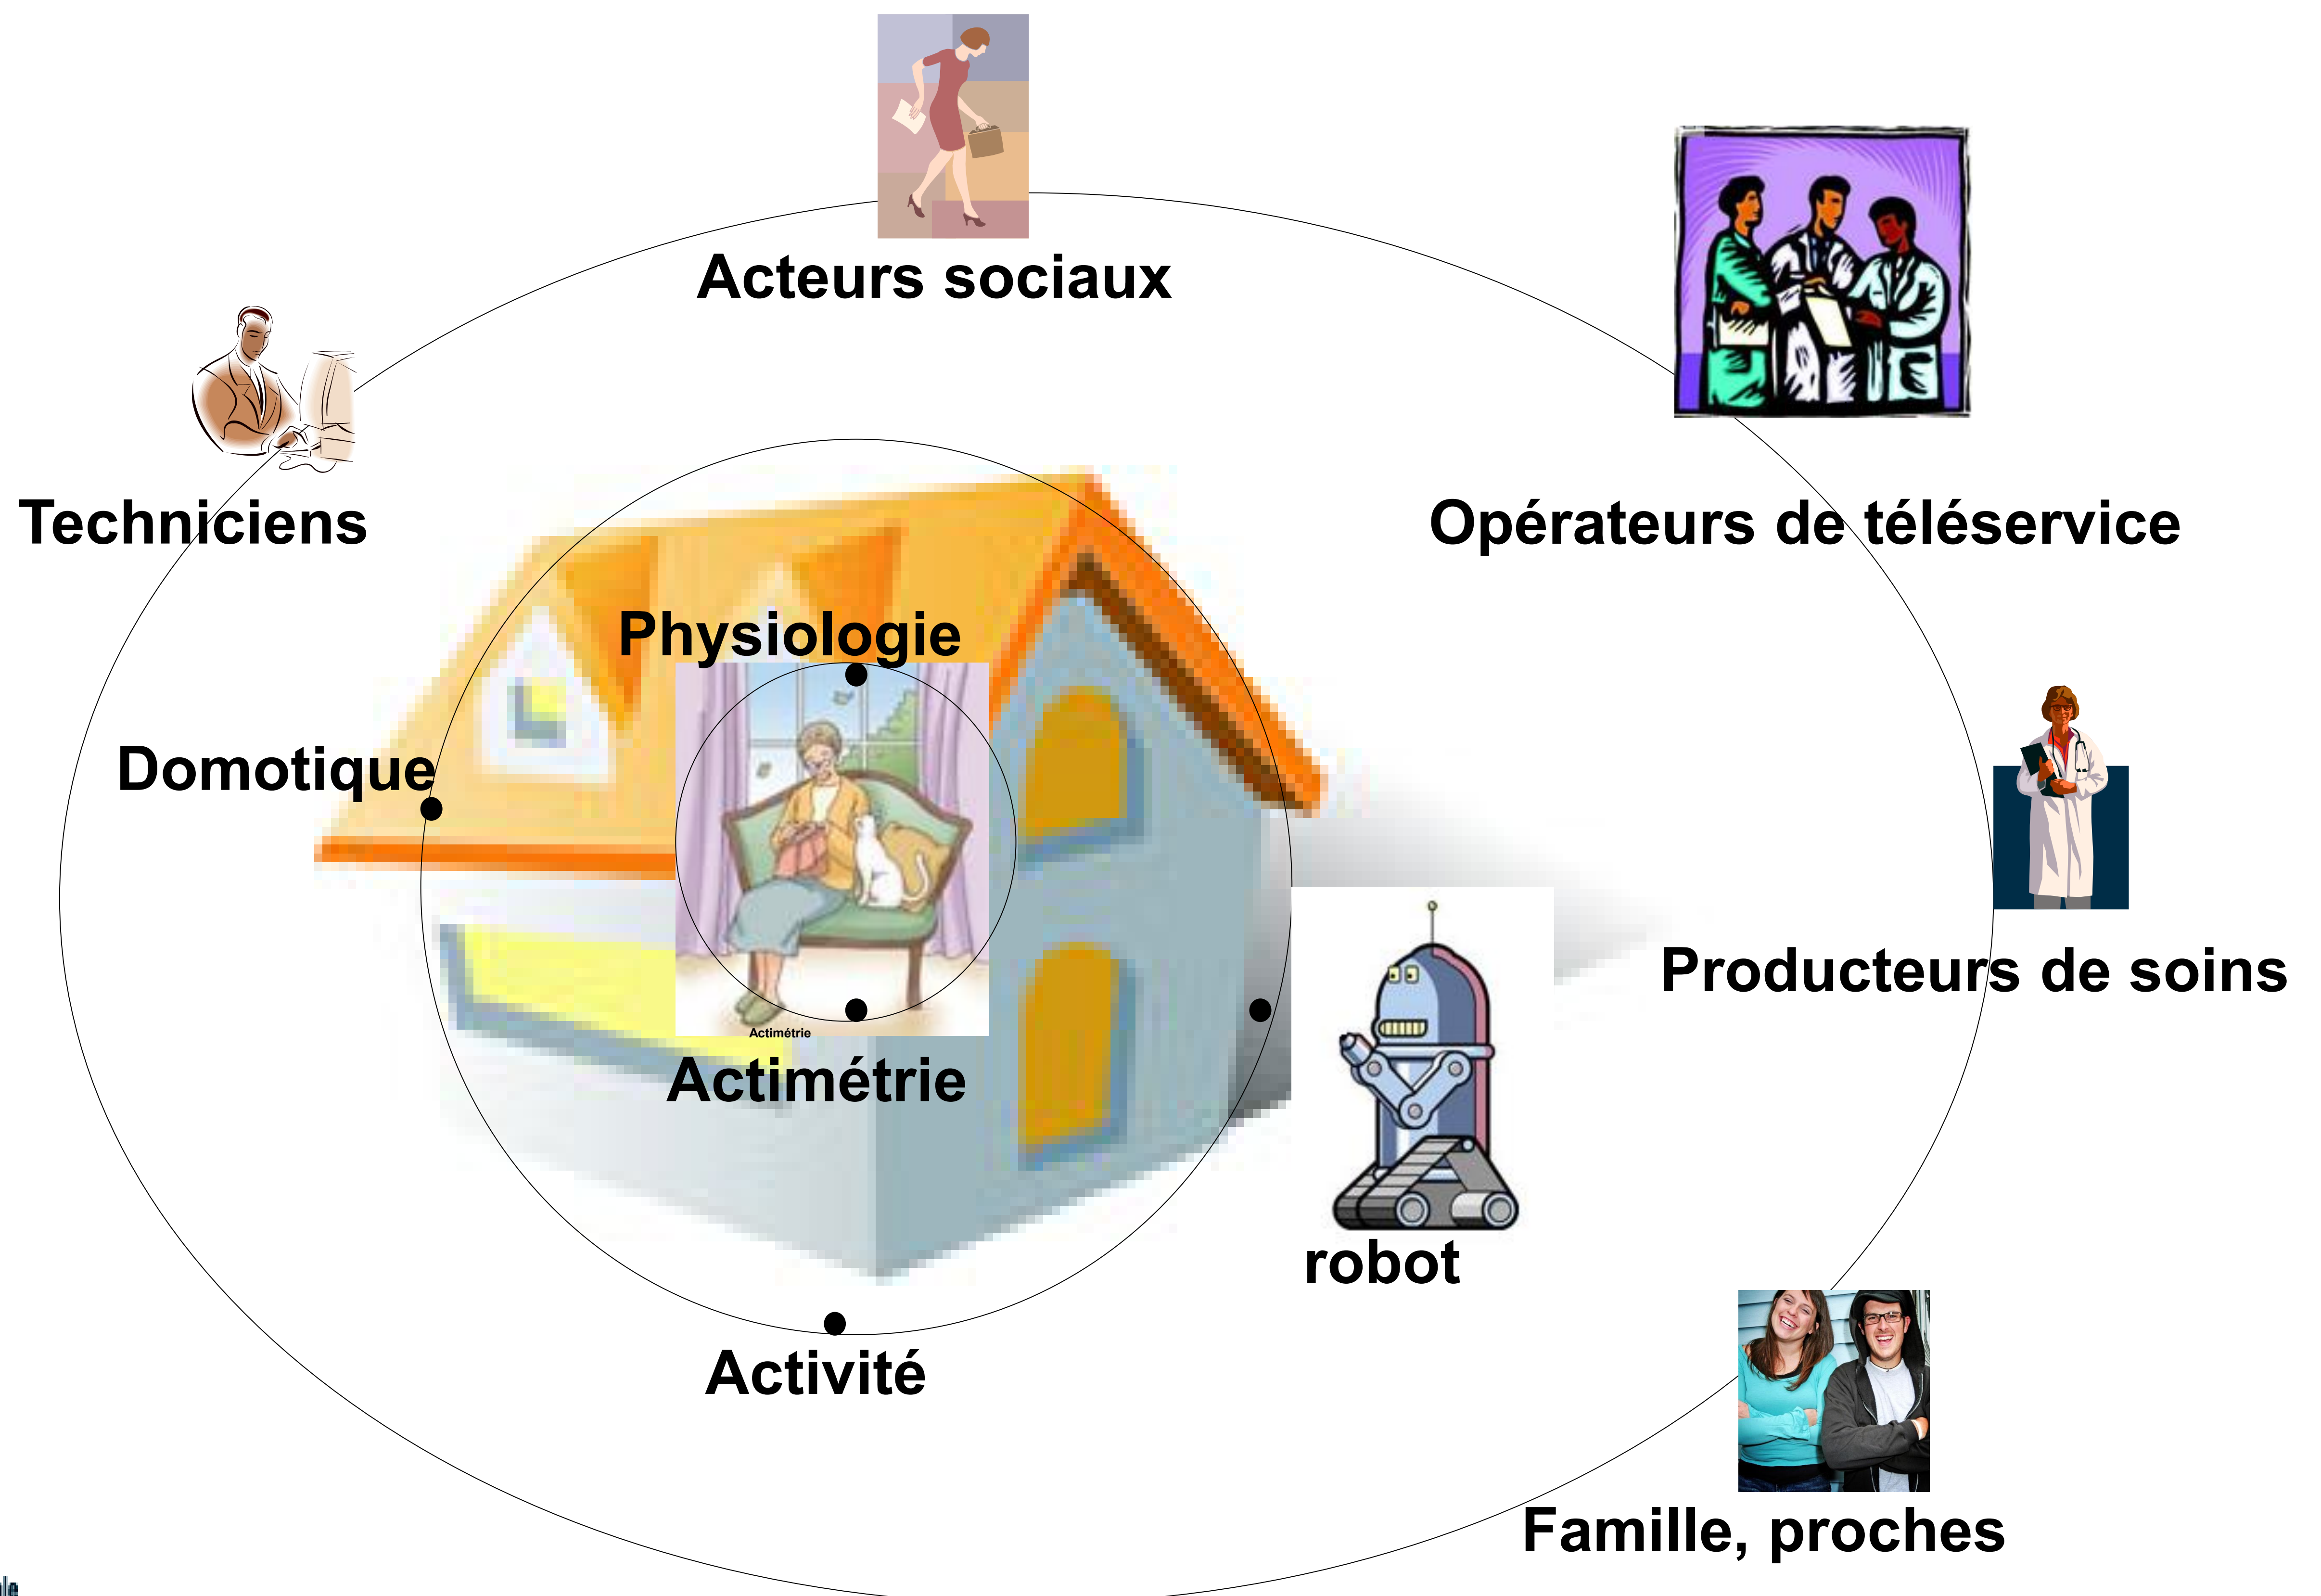 Acteurs sociaux
Techniciens
Opérateurs de téléservice
Physiologie
Domotique
Producteurs de soins
Actimétrie
Actimétrie
robot
Activité
Famille, proches